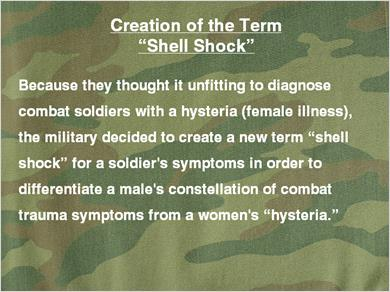 Creation of the Term
“Shell Shock”
Because they thought it unfitting to diagnose
combat soldiers with a hysteria (female illness),
the military decided to create a new term “shell
shock” for a soldier's symptoms in order to
differentiate a male's constellation of combat
trauma symptoms from a women's “hysteria.”